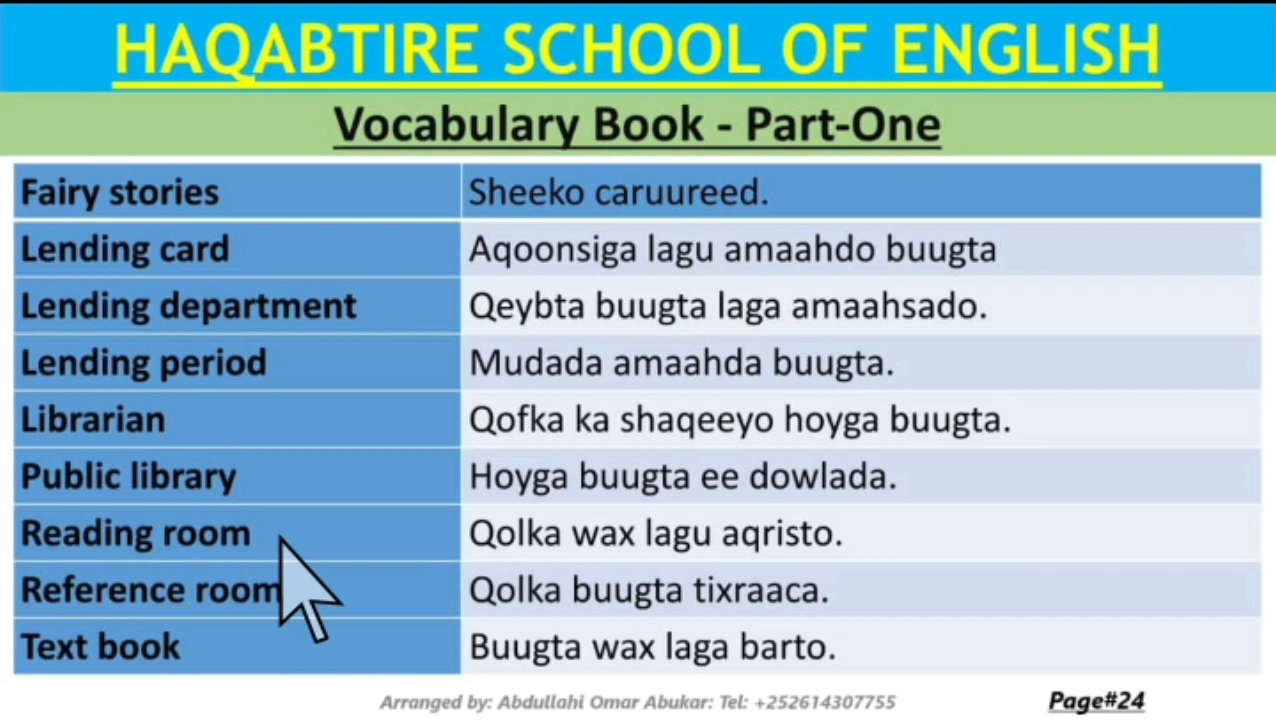 HAQABTIRE SCHOOL OF ENGLISH
Vocabulary Book - Part-One
Fairy stories Sheeko caruureed.
Lending card Aqoonsiga lagu amaahdo buugta
Lending department Qeybta buugta laga amaahsado.
Lending period Mudada amaahda buugta.
Librarian Qofka ka shaqeeyo hoyga buugta.
Public library Hoyga buugta ee dowlada.
Reading room Qolka wax lagu aqristo.
Reference room Qolka buugta tixraaca.
Text book Buugta wax laga barto.
Arranged by: Abdullahi Omar Abukar: Tel: +252614307755 Page#24